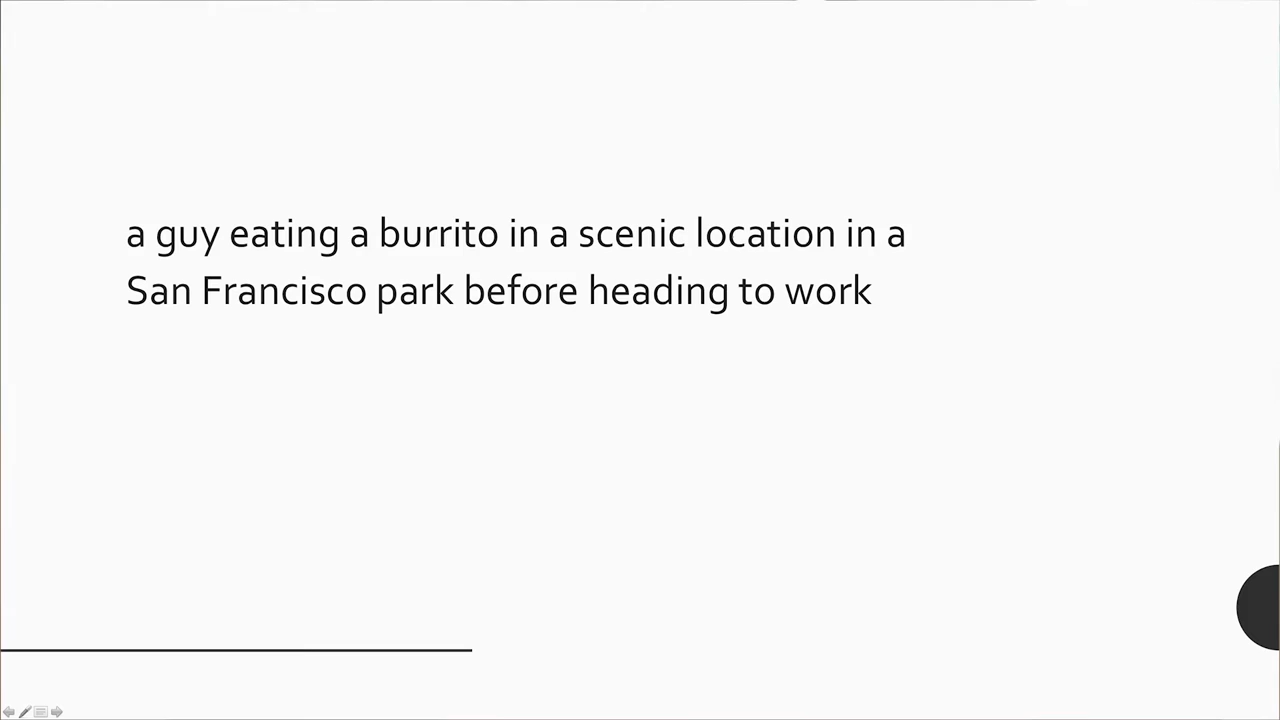 a guy eating a burrito in a scenic location in a
San Francisco park before heading to work